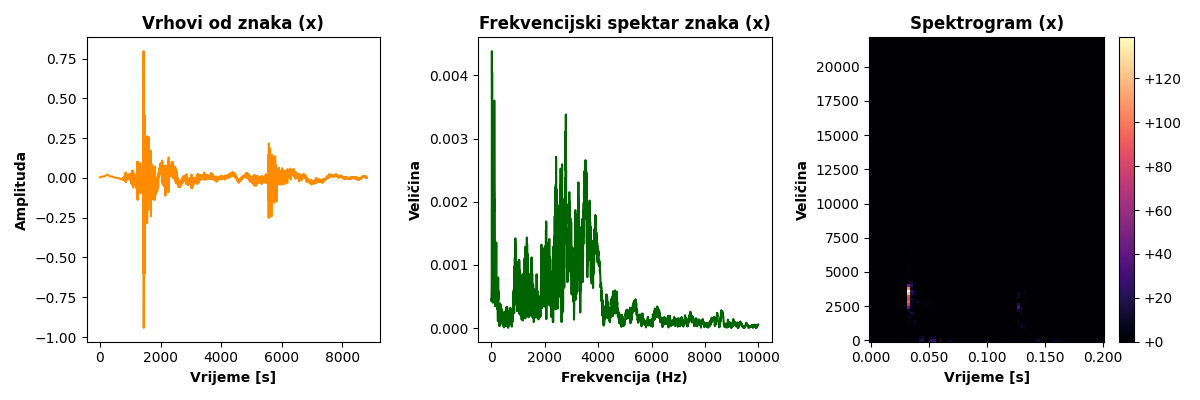 Vrhovi od znaka (x)
Amplituda
0.75
0.50
0.25
0.00
−0.25
−0.50
−0.75
−1.00
0 2000 4000 6000 8000
Vrijeme [s]
Frekvencijski spektar znaka (x)
Veličina
0.004
0.003
0.002
0.001
0.000
0 2000 4000 6000 8000 10000
Frekvencija (Hz)
Spektrogram (x)
Veličina
20000
17500
15000
12500
10000
7500
5000
2500
0
0.000 0.050 0.100 0.150 0.200
Vrijeme [s]
+120
+100
+80
+60
+40
+20
+0